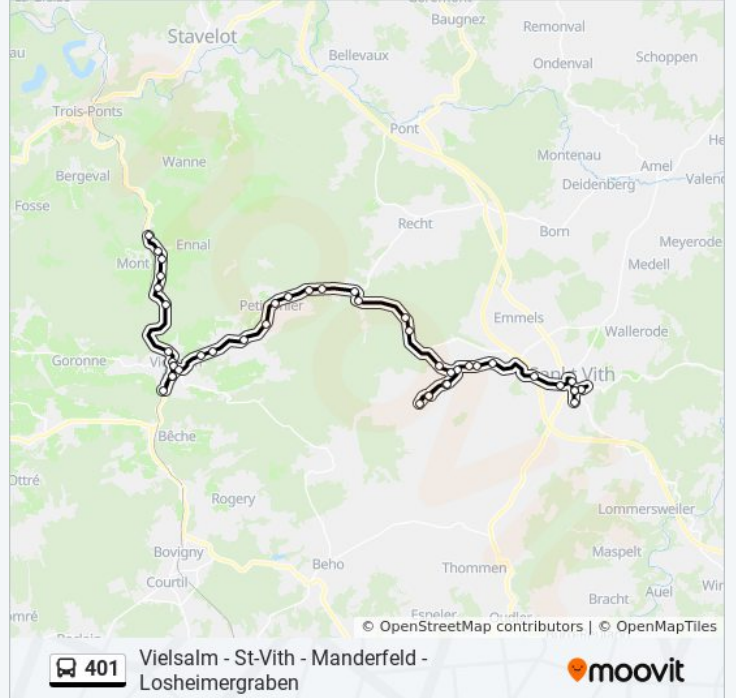 Baugnez
Remonval
Stavelot
Bellevaux
Schoppen
Ondenval
Trois-Ponts
Pont
Wanne
Montenau
Amel
Bergeval
Deidenberg
Fosse
Recht
Born
Ennal
Meyerode
Mont
Medell
Emmels
Wallerode
Goronne
Bêche
Rogery
Lommersweiler
Bovigny
Maspelt
Beho
Thommen
Courtil
Auel
Bracht
© OpenStreetMap contributors | © OpenMapTiles
401
Vielsalm - St-Vith - Manderfeld -
Losheimergraben
moovit